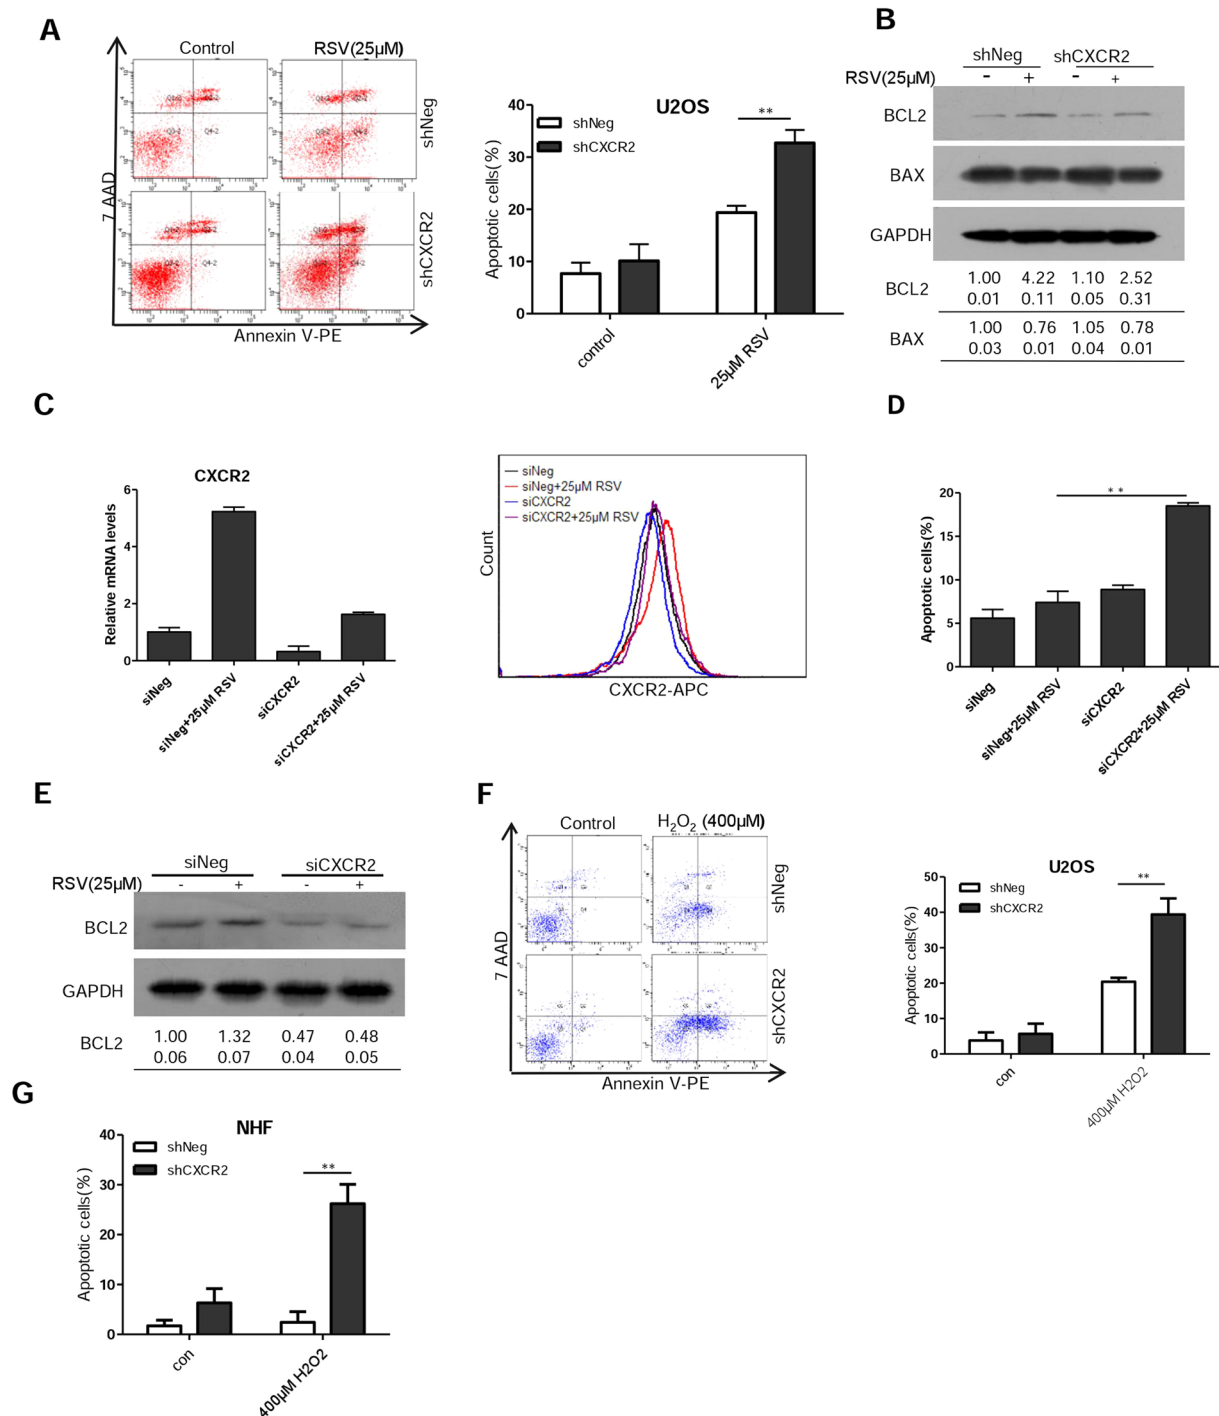 A
Control
RSV(25μM)
shNeg
shCXCR2
7 AAD
Annexin V-PE
U2OS
shNeg
shCXCR2
Apoptotic cells(%)
40
30
20
10
0
control
25μM RSV
**
B
shNeg shCXCR2
RSV(25μM) - + - +
BCL2
BAX
GAPDH
BCL2 1.00 4.22 1.10 2.52
0.01 0.11 0.05 0.31
BAX 1.00 0.76 1.05 0.78
0.03 0.01 0.04 0.01
C
CXCR2
Relative mRNA levels
6
4
2
0
siNeg
siNeg+25μM RSV
siCXCR2
siCXCR2+25μM RSV
siNeg
siNeg+25μM RSV
siCXCR2
siCXCR2+25μM RSV
Count
CXCR2-APC
D
**
Apoptotic cells(%)
20
15
10
5
0
siNeg
siNeg+25μM RSV
siCXCR2
siCXCR2+25μM RSV
E
siNeg siCXCR2
RSV(25μM) - + - +
BCL2
GAPDH
BCL2 1.00 1.32 0.47 0.48
0.06 0.07 0.04 0.05
F
Control
H₂O₂ (400μM)
shNeg
shCXCR2
7 AAD
Annexin V-PE
U2OS
shNeg
shCXCR2
**
Apoptotic cells(%)
50
40
30
20
10
0
con
400μM H2O2
G
NHF
shNeg
shCXCR2
**
Apoptotic cells(%)
40
30
20
10
0
con
400μM H2O2